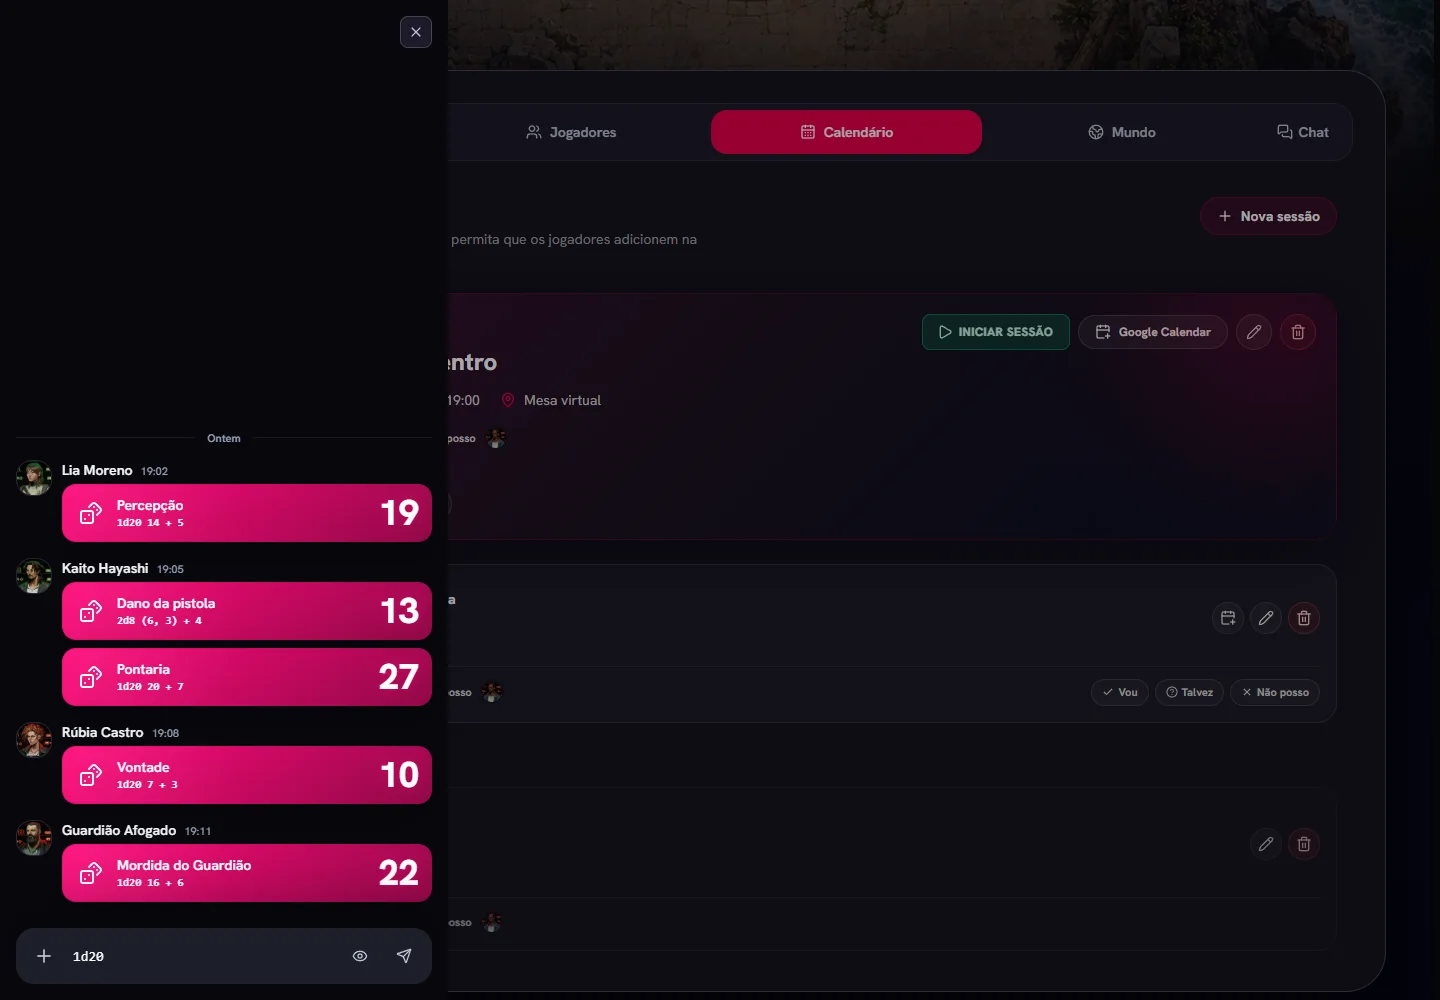 Ontem
Lia Moreno 19:02
Percepção
1d20 14 + 5
19
Kaito Hayashi 19:05
Dano da pistola
2d8 (6, 3) + 4
13
Pontaria
1d20 20 + 7
27
Rúbia Castro 19:08
Vontade
1d20 7 + 3
10
Guardião Afogado 19:11
Mordida do Guardião
1d20 16 + 6
22
1d20
Jogadores
Calendário
Mundo
Chat
Nova sessão
permita que os jogadores adicionem na
INICIAR SESSÃO
Google Calendar
entro
19:00
Mesa virtual
posso
a
osso
Vou
Talvez
Não posso
osso